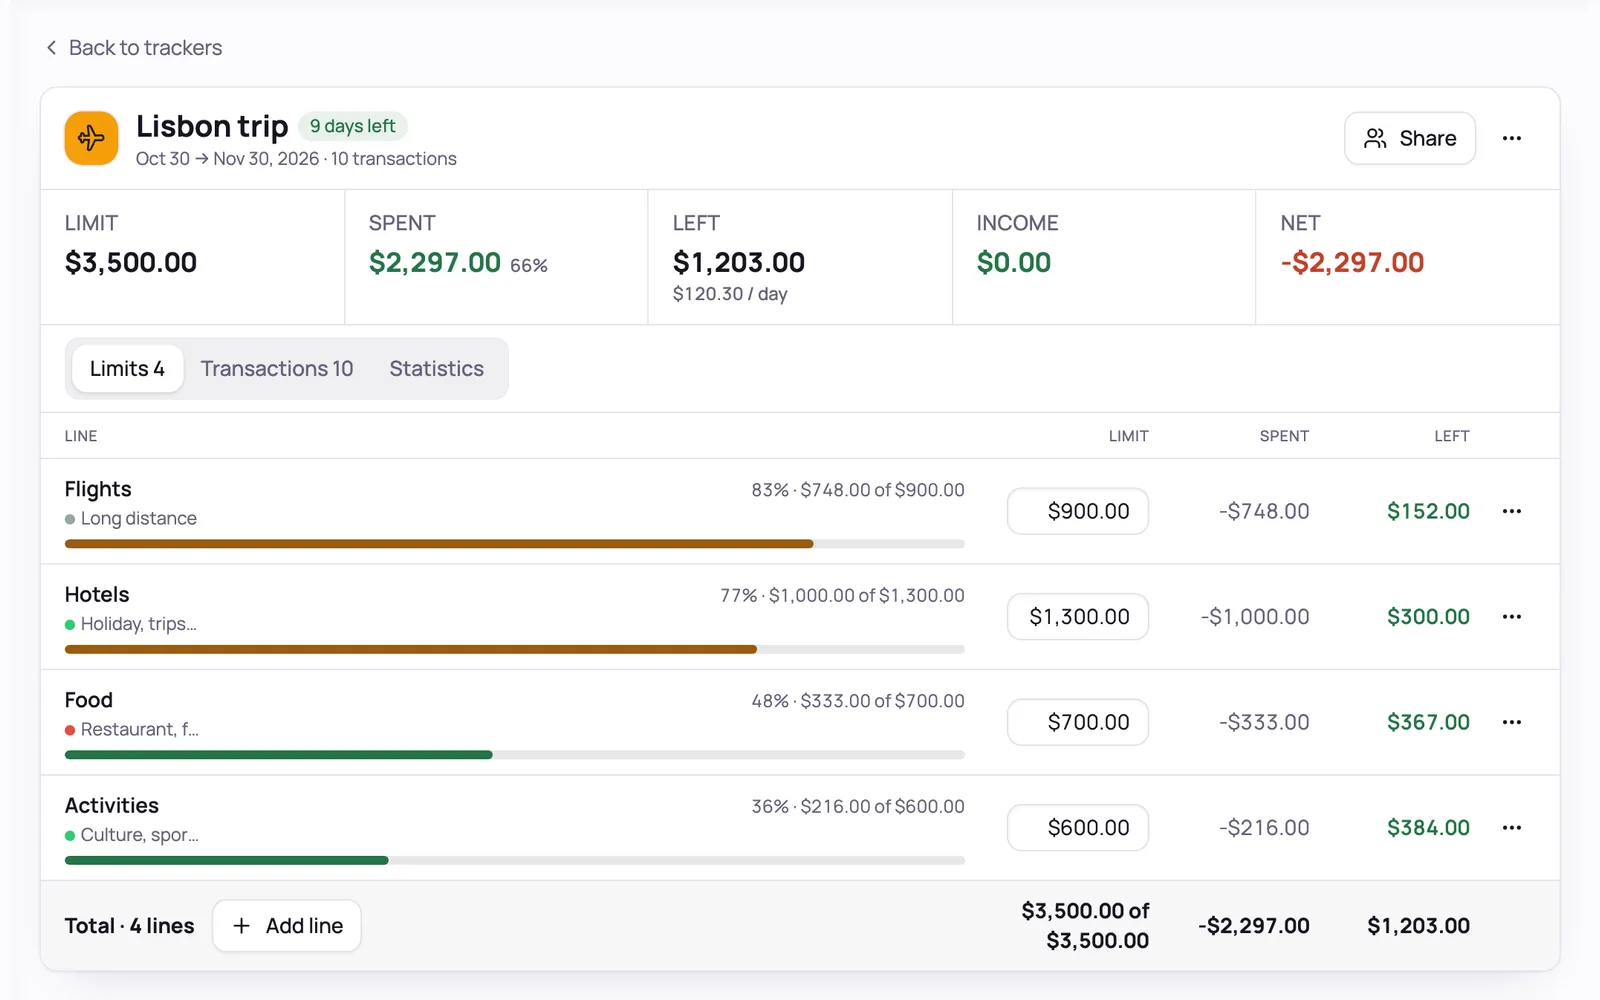 Back to trackers
Lisbon trip 9 days left
Oct 30 → Nov 30, 2026 · 10 transactions
Share
LIMIT
$3,500.00
SPENT
$2,297.00 66%
LEFT
$1,203.00
$120.30 / day
INCOME
$0.00
NET
-$2,297.00
Limits 4 Transactions 10 Statistics
LINE LIMIT SPENT LEFT
Flights 83% · $748.00 of $900.00
Long distance
$900.00 -$748.00 $152.00
Hotels 77% · $1,000.00 of $1,300.00
Holiday, trips...
$1,300.00 -$1,000.00 $300.00
Food 48% · $333.00 of $700.00
Restaurant, f...
$700.00 -$333.00 $367.00
Activities 36% · $216.00 of $600.00
Culture, spor...
$600.00 -$216.00 $384.00
Total · 4 lines + Add line
$3,500.00 of
$3,500.00
-$2,297.00 $1,203.00